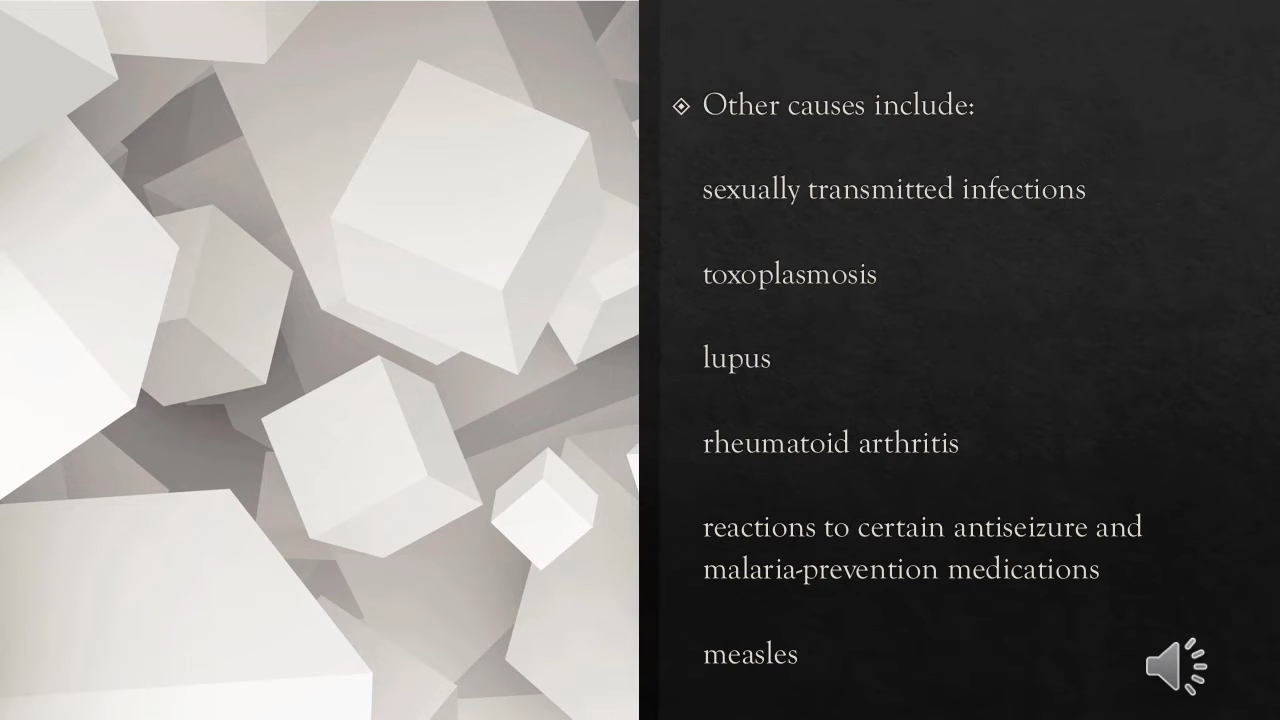 Other causes include:
sexually transmitted infections
toxoplasmosis
lupus
rheumatoid arthritis
reactions to certain antiseizure and
malaria-prevention medications
measles